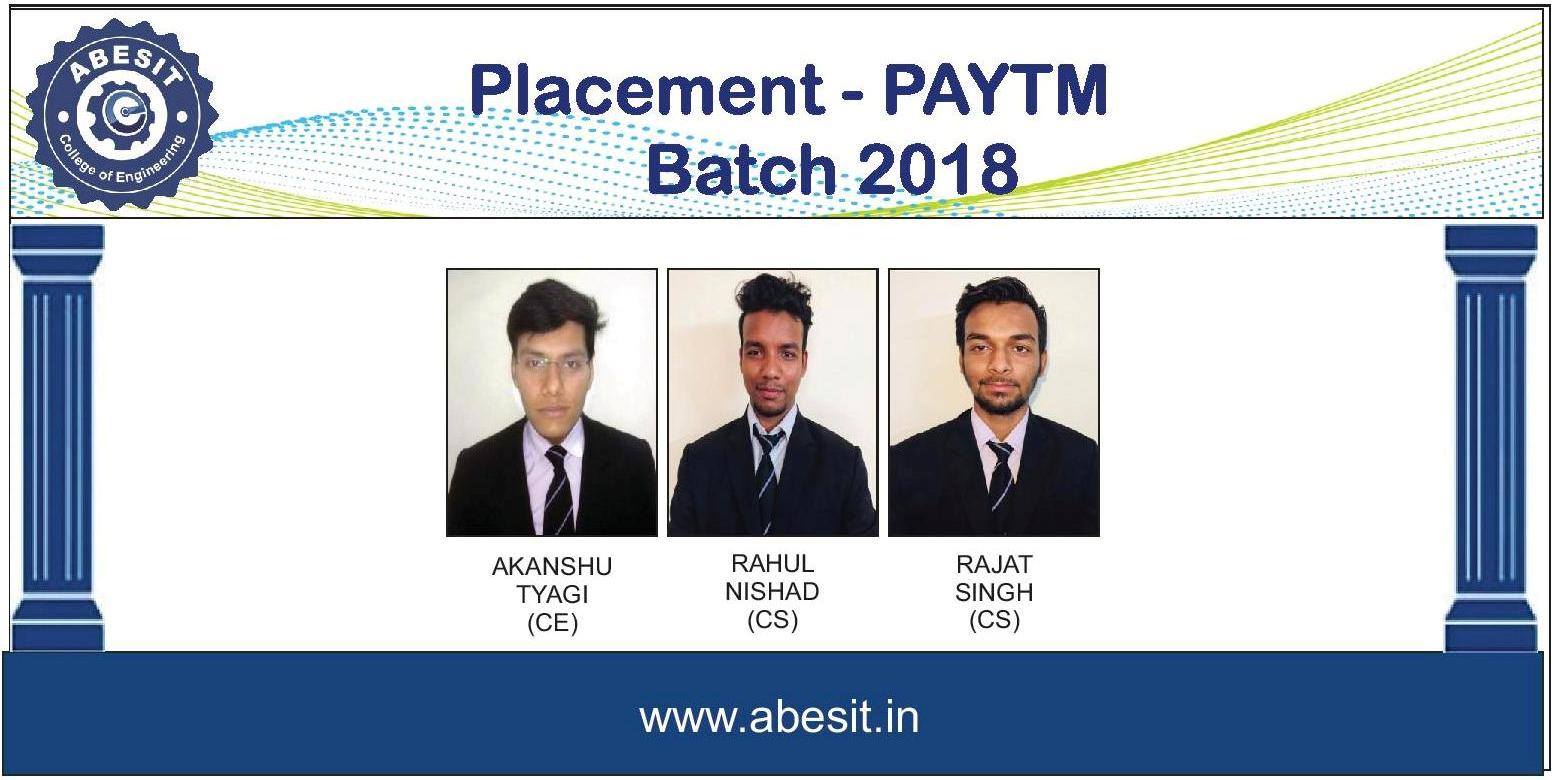 ABESIT
College of Engineering
Placement - PAYTM
Batch 2018
AKANSHU
TYAGI
(CE)
RAHUL
NISHAD
(CS)
RAJAT
SINGH
(CS)
www.abesit.in